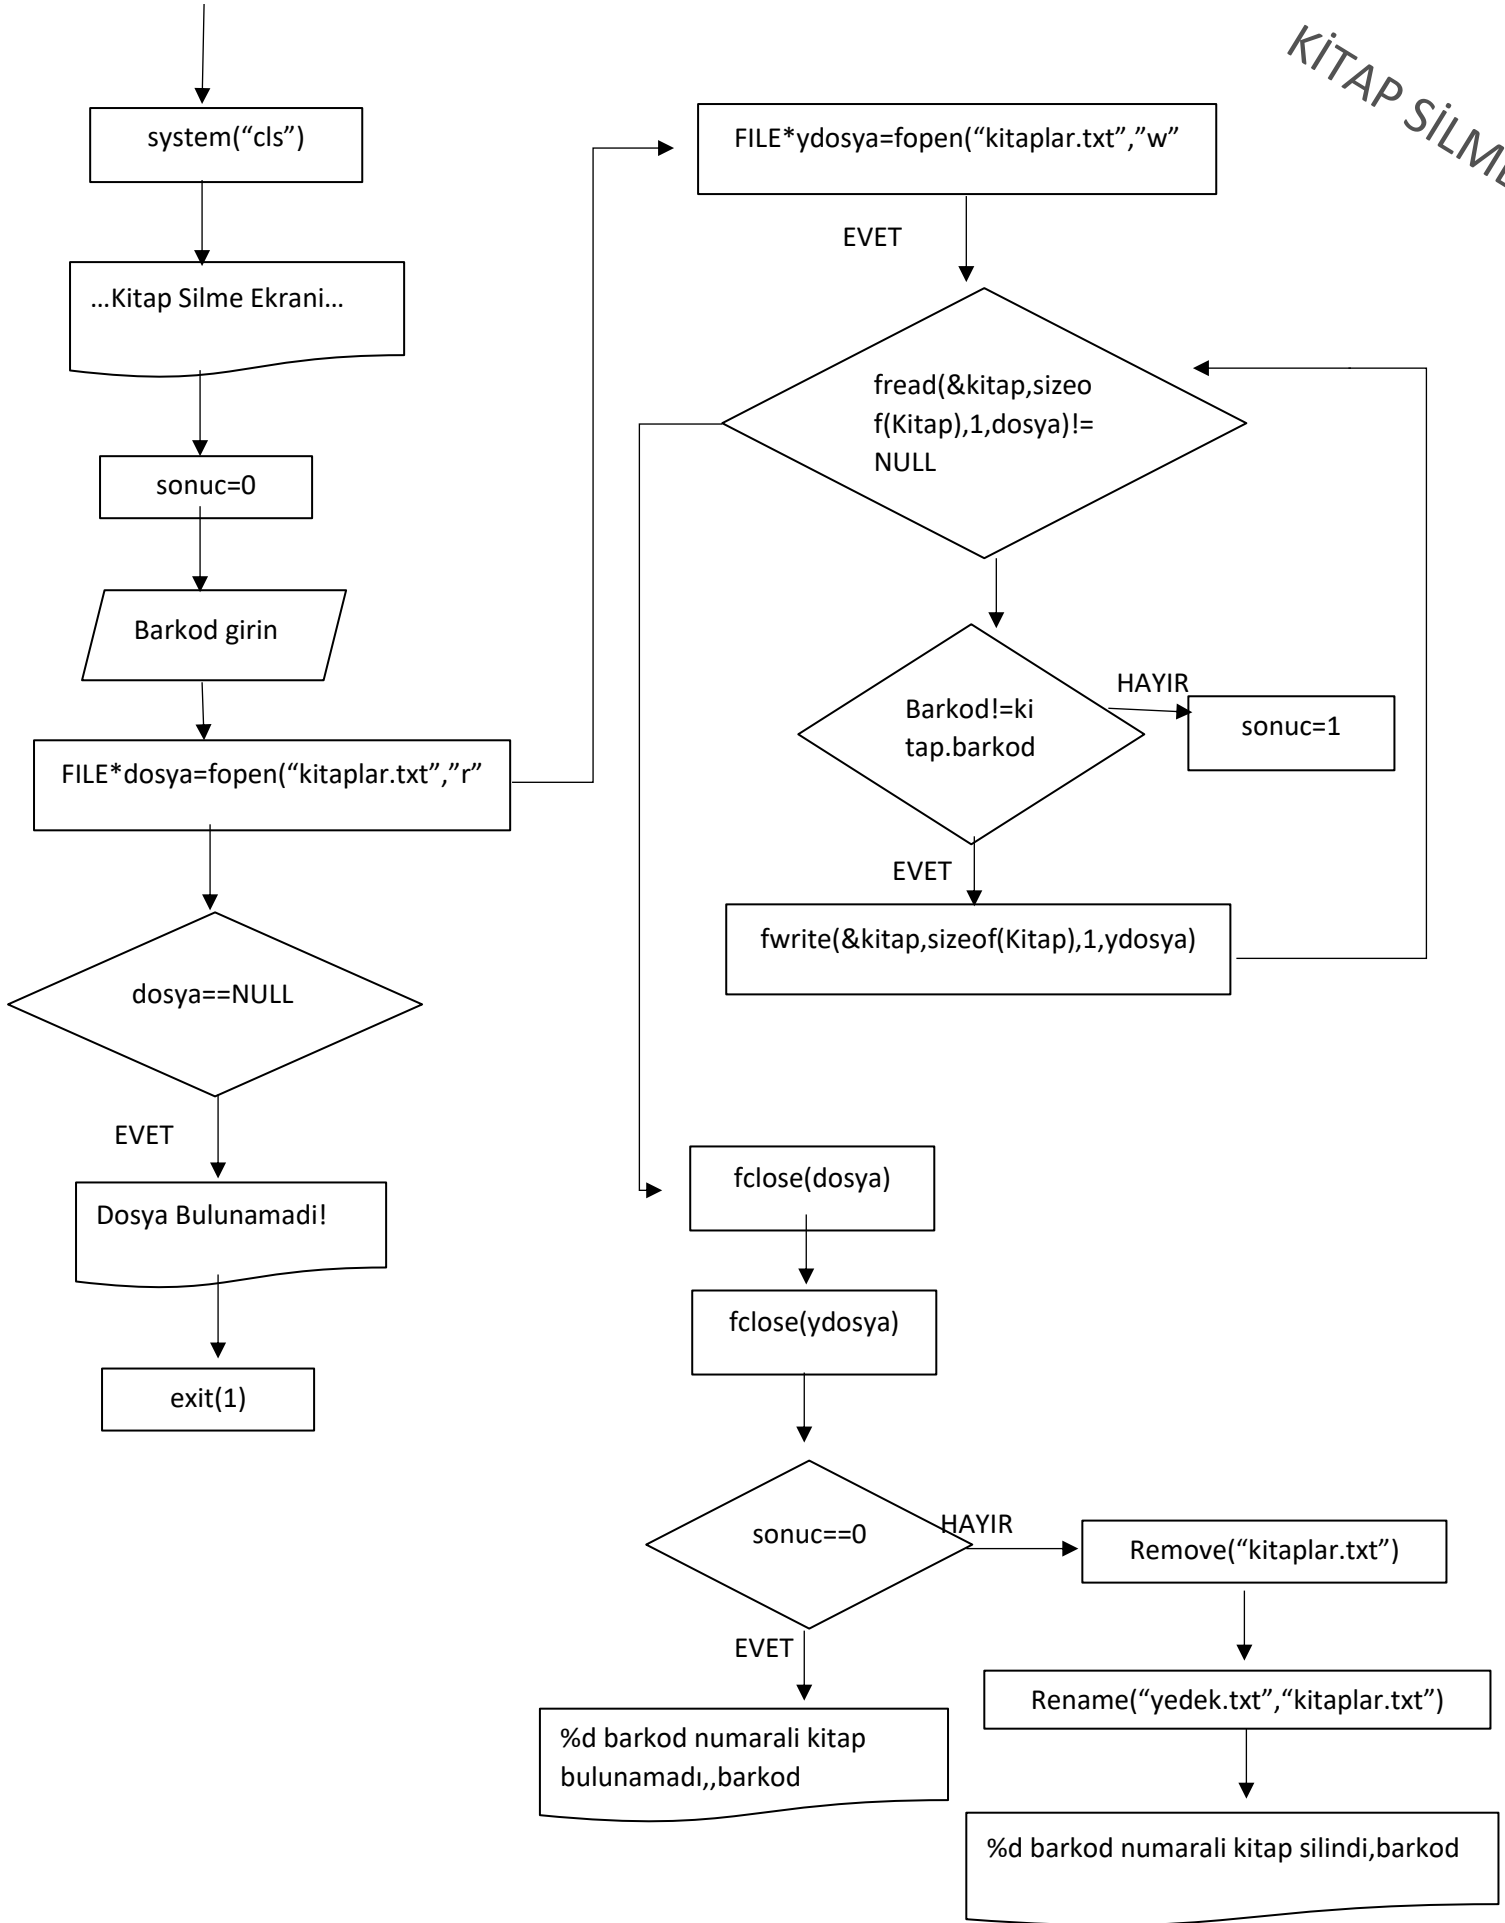 KİTAP SİLME
system(“cls”)
...Kitap Silme Ekrani...
sonuc=0
Barkod girin
FILE*dosya=fopen(“kitaplar.txt”,”r”
dosya==NULL
EVET
Dosya Bulunamadi!
exit(1)
FILE*ydosya=fopen(“kitaplar.txt”,”w”
EVET
fread(&kitap,sizeo
f(Kitap),1,dosya)!=
NULL
Barkod!=ki
tap.barkod
HAYIR
sonuc=1
EVET
fwrite(&kitap,sizeof(Kitap),1,ydosya)
fclose(dosya)
fclose(ydosya)
sonuc==0
HAYIR
Remove(“kitaplar.txt”)
EVET
Rename(“yedek.txt”,“kitaplar.txt”)
%d barkod numarali kitap
bulunamadı,,barkod
%d barkod numarali kitap silindi,barkod